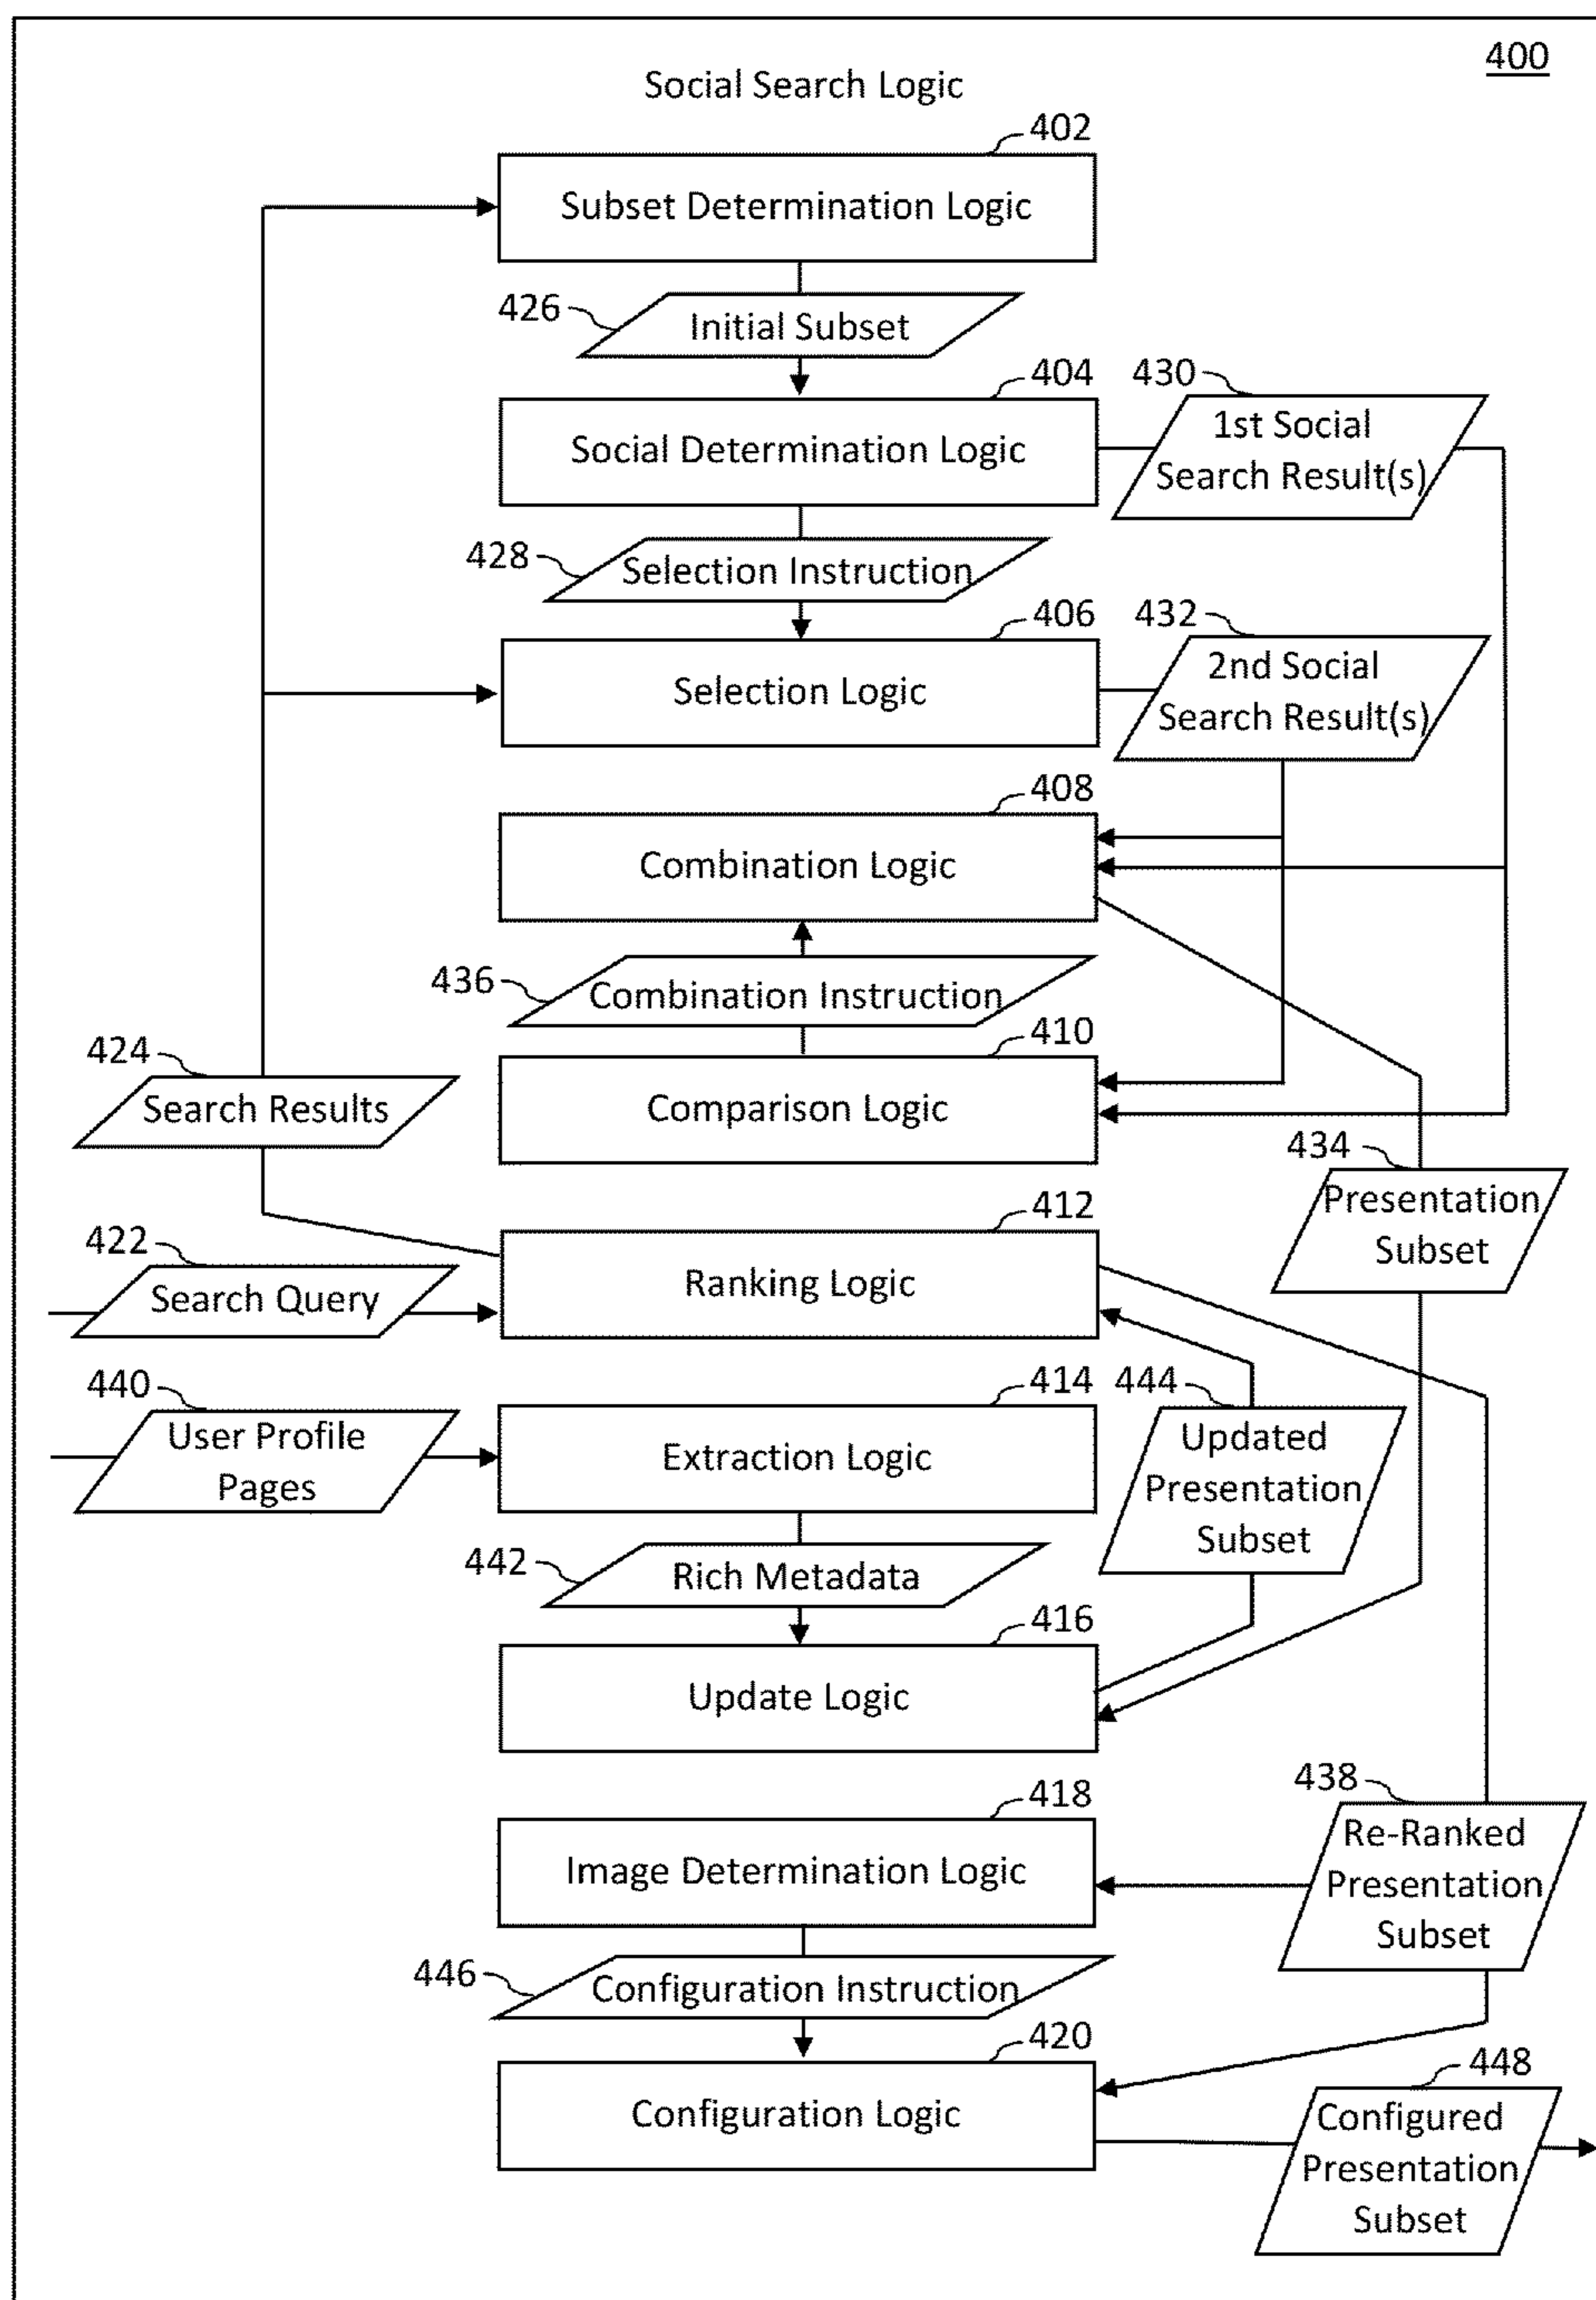 400
Social Search Logic
402
Subset Determination Logic
426
Initial Subset
404
430
Social Determination Logic
1st Social
Search Result(s)
428
Selection Instruction
406
432
Selection Logic
2nd Social
Search Result(s)
408
Combination Logic
436
Combination Instruction
410
424
Search Results
Comparison Logic
434
Presentation
Subset
412
422
Search Query
Ranking Logic
440
414
444
User Profile
Pages
Extraction Logic
Updated
Presentation
Subset
442
Rich Metadata
416
Update Logic
438
418
Re-Ranked
Presentation
Subset
Image Determination Logic
446
Configuration Instruction
420
448
Configuration Logic
Configured
Presentation
Subset